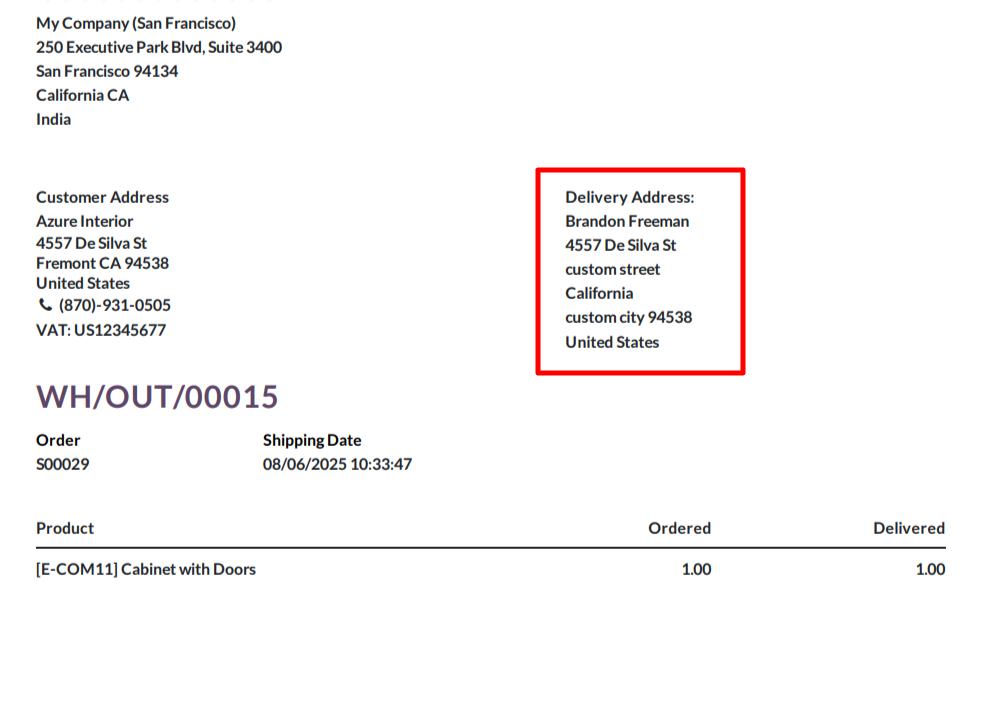 My Company (San Francisco)
250 Executive Park Blvd, Suite 3400
San Francisco 94134
California CA
India
Customer Address
Azure Interior
4557 De Silva St
Fremont CA 94538
United States
(870)-931-0505
VAT: US12345677
Delivery Address:
Brandon Freeman
4557 De Silva St
custom street
California
custom city 94538
United States
WH/OUT/00015
Order Shipping Date
S00029 08/06/2025 10:33:47
Product Ordered Delivered
[E-COM11] Cabinet with Doors 1.00 1.00